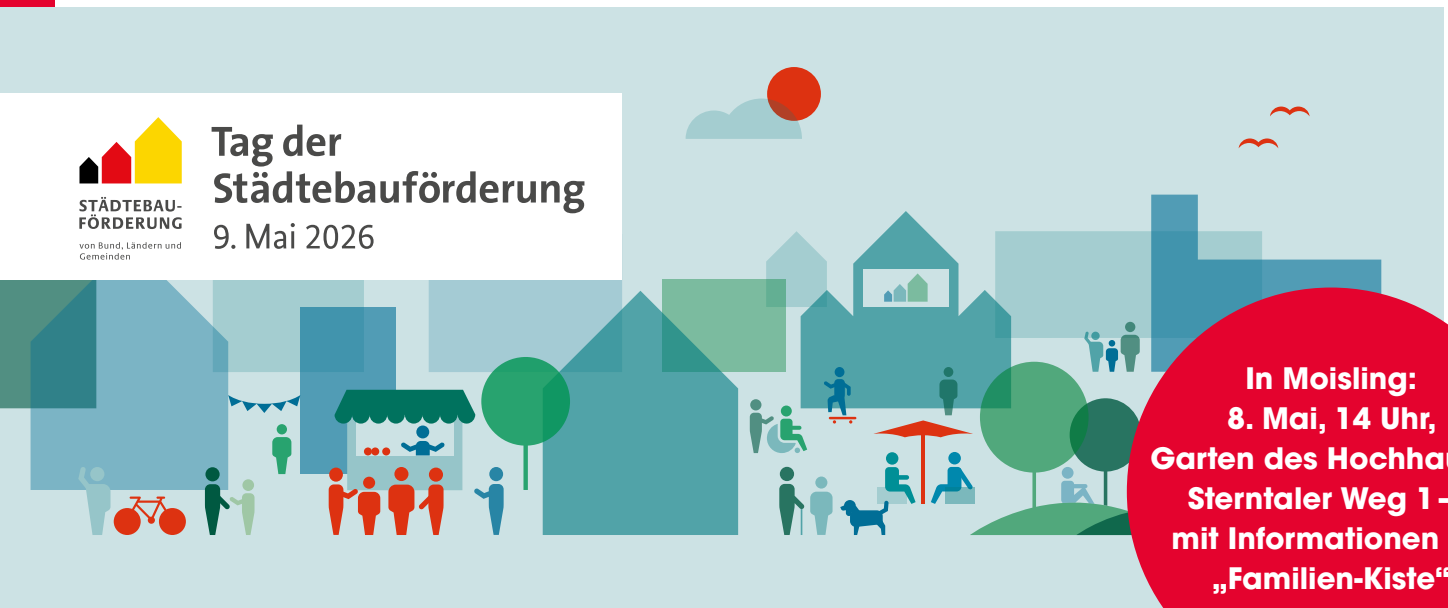 STÄDTEBAU-
FÖRDERUNG
von Bund, Ländern und
Gemeinden
Tag der
Städtebauförderung
9. Mai 2026
In Moisling:
8. Mai, 14 Uhr,
Garten des
Sterntaler Weg 1 –
mit Informationen
„Familien-Kiste“